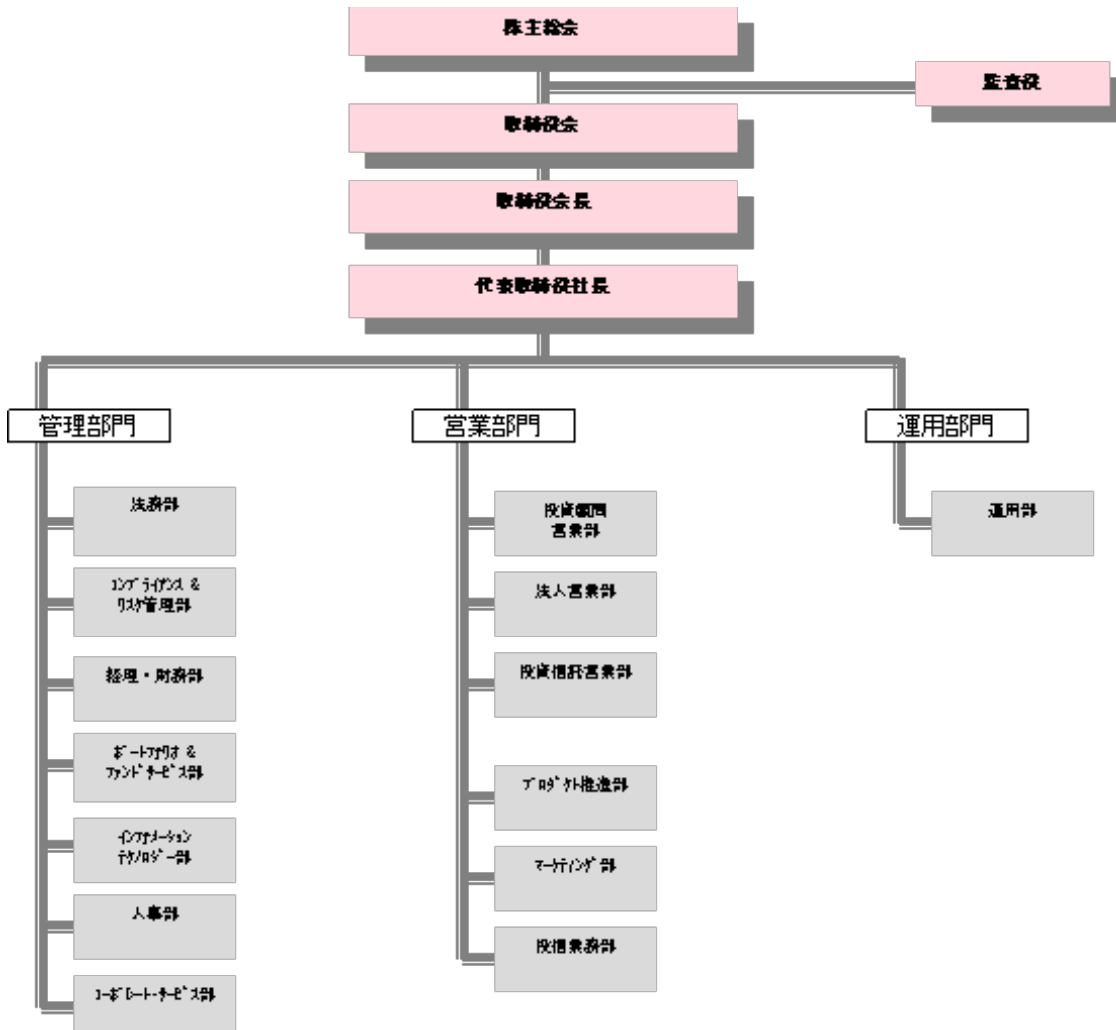 株主総会
監査役
取締役会
取締役会長
代表取締役社長
管理部門
営業部門
運用部門
法務部
ｺﾝﾌﾟﾗｲｱﾝｽ &
ﾘｽｸ管理部
経理・財務部
ﾎﾟｰﾄﾌｫﾘｵ &
ﾌｧﾝﾄﾞｻｰﾋﾞｽ部
ｲﾝﾌｫﾒｰｼｮﾝ
ﾃｸﾉﾛｼﾞｰ部
人事部
ｺｰﾎﾟﾚｰﾄ･ｻｰﾋﾞｽ部
投資顧問
営業部
法人営業部
投資信託営業部
ﾌﾟﾛﾀﾞｸﾄ推進部
ﾏｰｹﾃｨﾝｸﾞ部
投信業務部
運用部